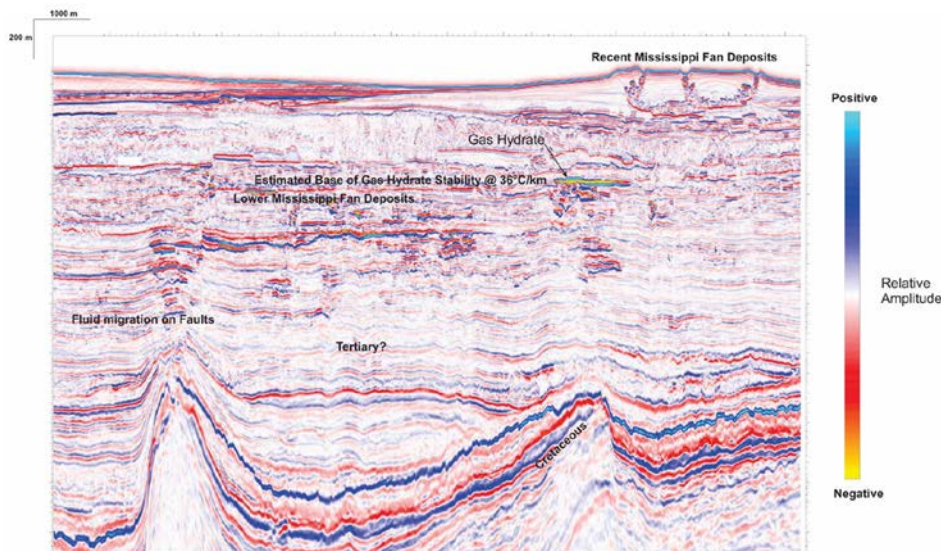 1000 m
200 m
Recent Mississippi Fan Deposits
Positive
Gas Hydrate
Estimated Base of Gas Hydrate Stability @ 36°C/km
Lower Mississippi Fan Deposits
Relative
Amplitude
Fluid migration on Faults
Tertiary?
Cretaceous
Negative